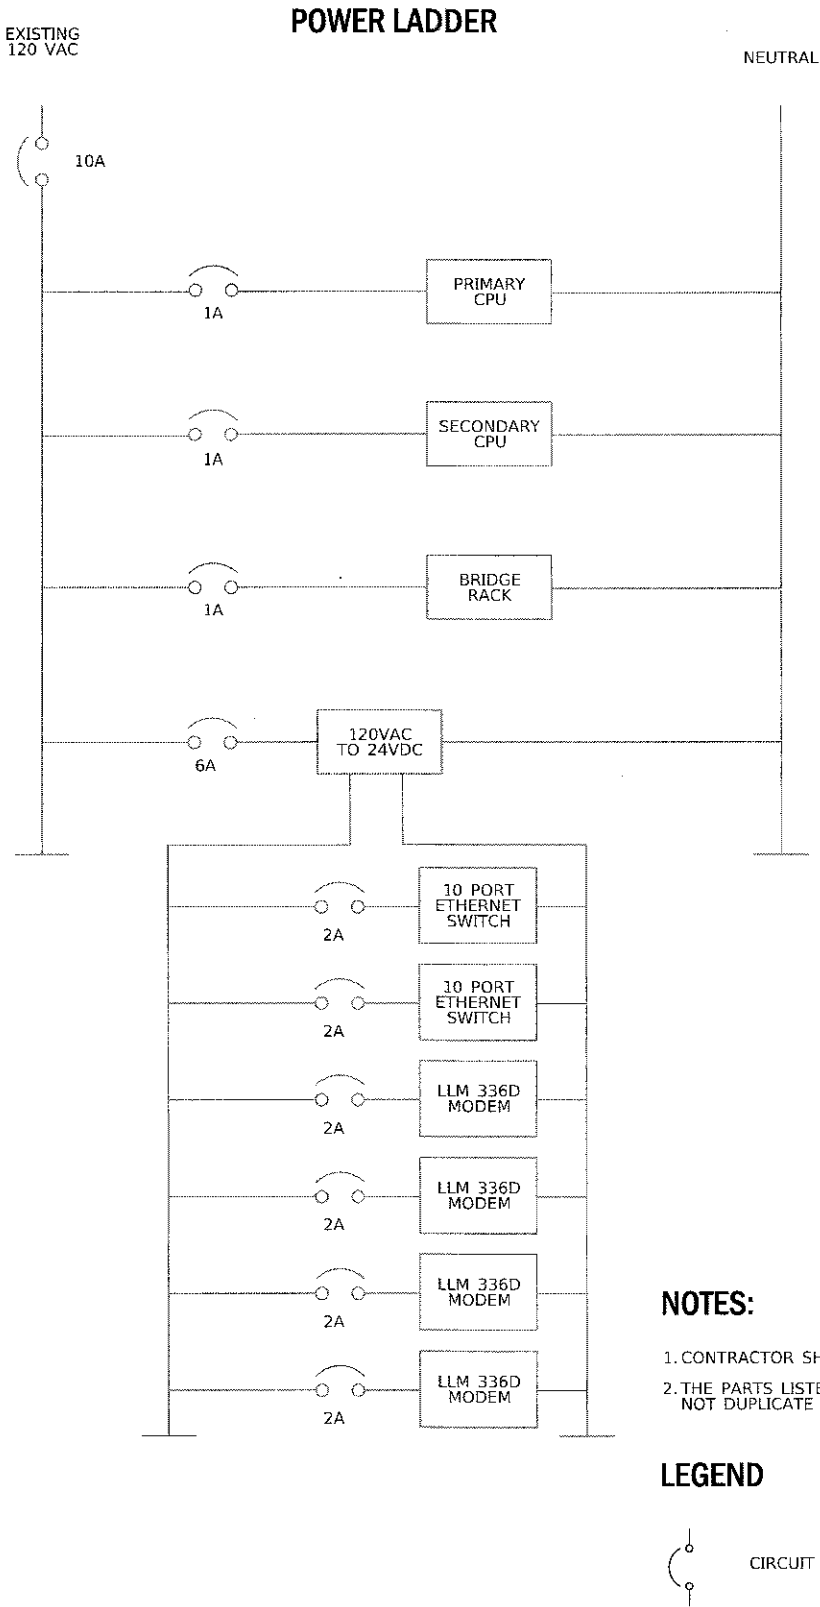 POWER LADDER
EXISTING
120 VAC
NEUTRAL
10A
PRIMARY
CPU
1A
SECONDARY
CPU
1A
BRIDGE
RACK
1A
120VAC
TO 24VDC
6A
10 PORT
ETHERNET
SWITCH
2A
10 PORT
ETHERNET
SWITCH
2A
LLM 336D
MODEM
2A
LLM 336D
MODEM
2A
LLM 336D
MODEM
2A
LLM 336D
MODEM
2A
NOTES:
1. CONTRACTOR SH
2. THE PARTS LISTE
NOT DUPLICATE
LEGEND
CIRCUIT